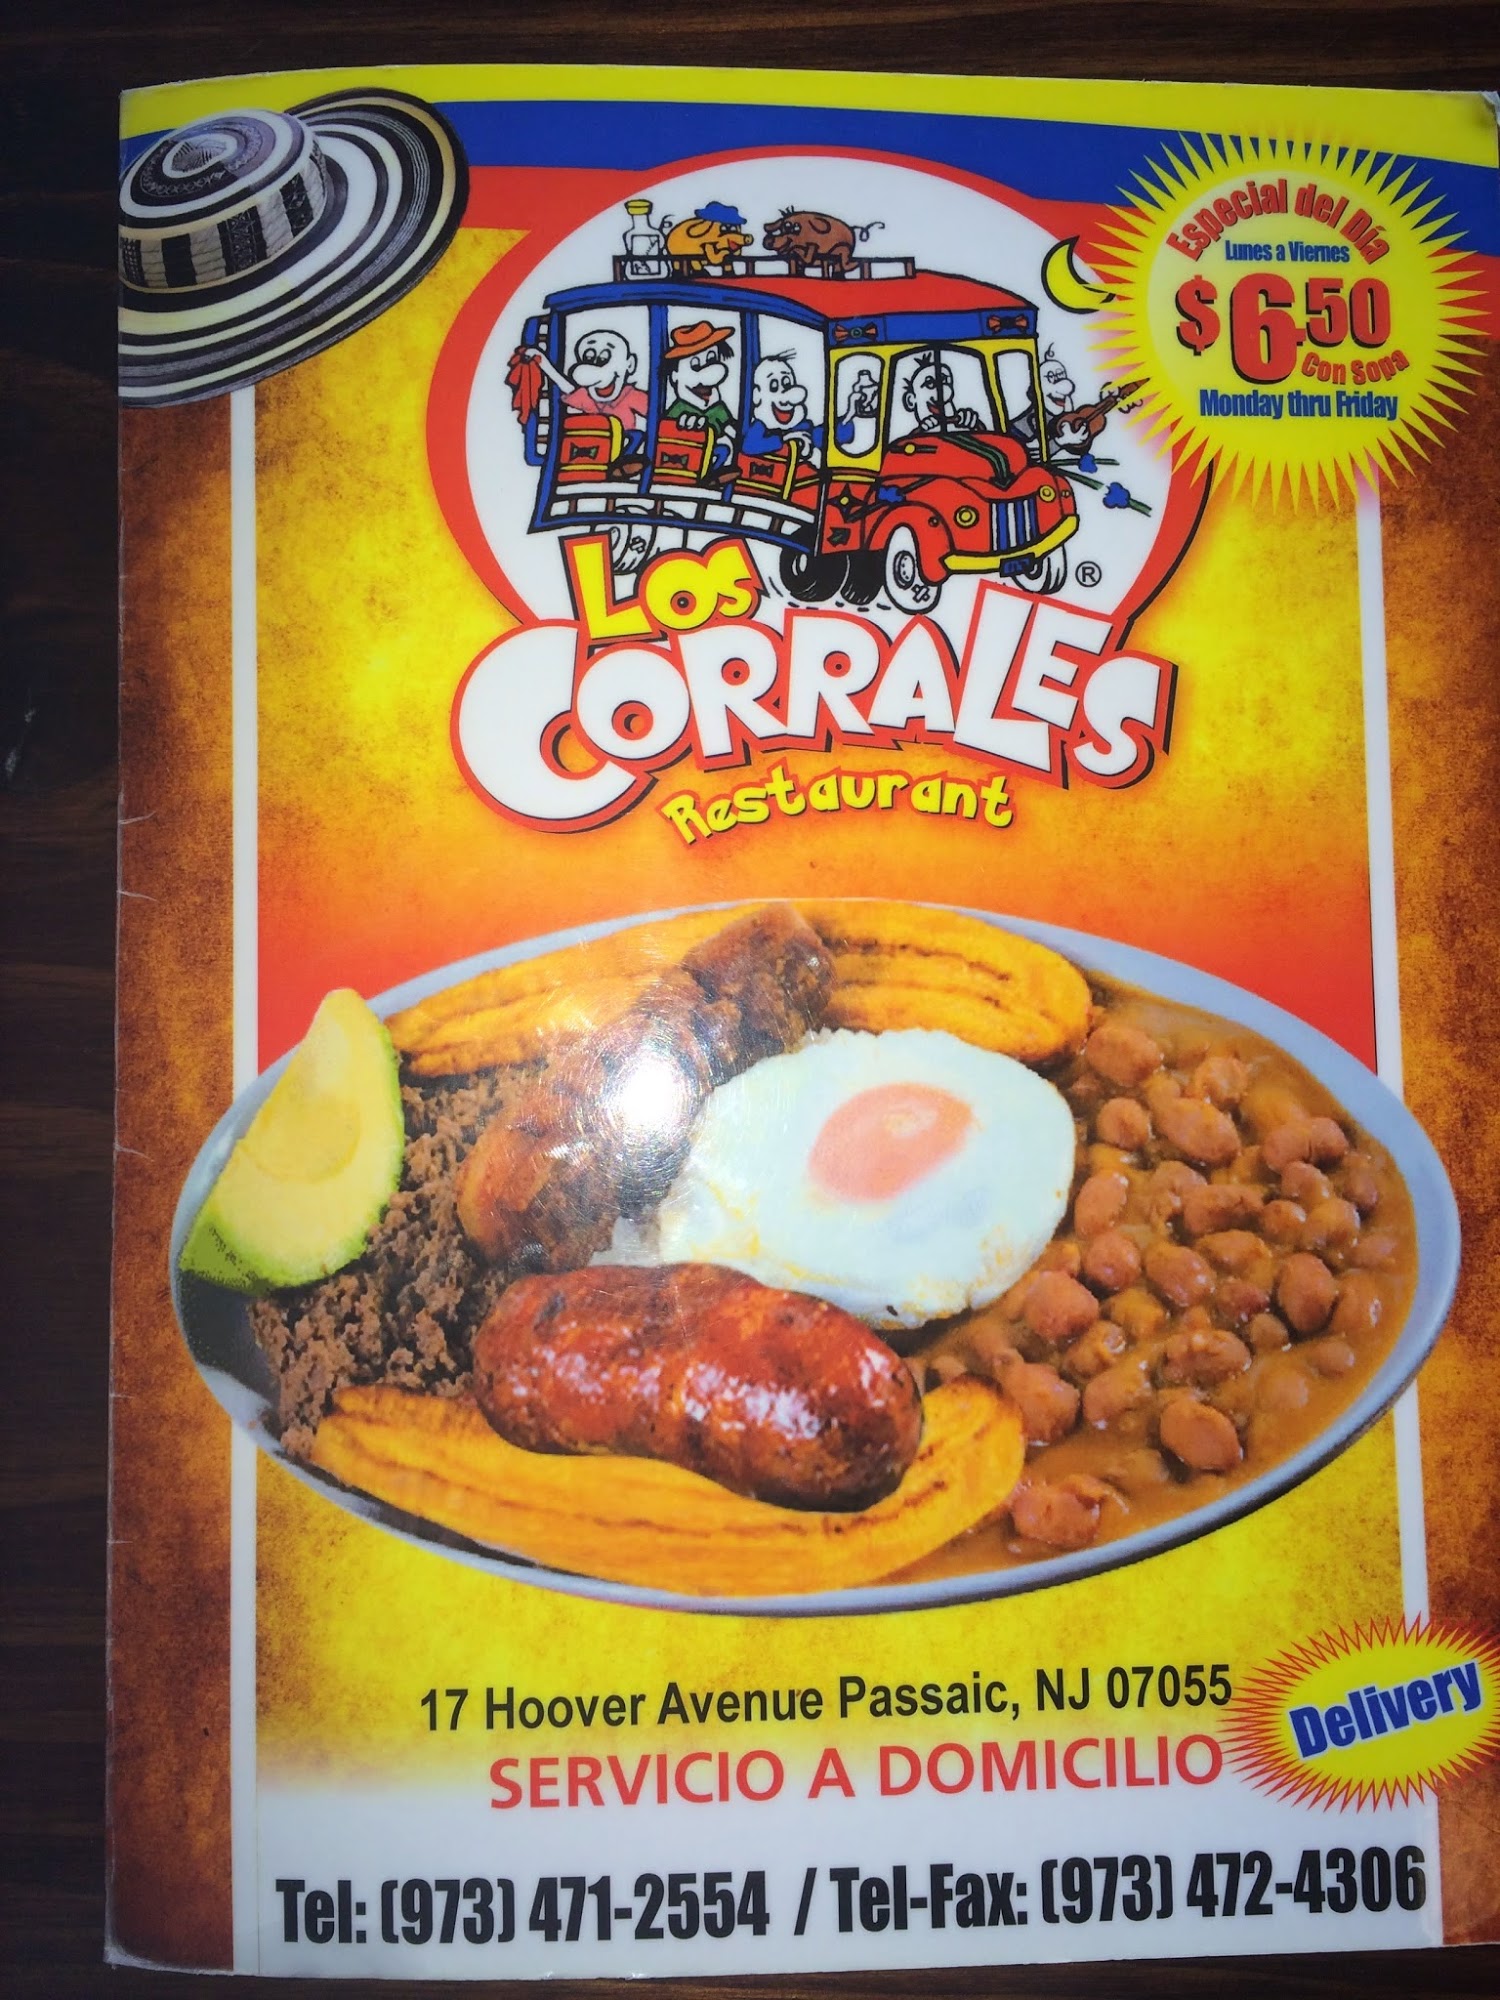 Especial del Día
Lunes a Viernes
$6.50
Con Sopa
Monday thru Friday
®
Los
Corrales
Restaurant
17 Hoover Avenue Passaic, NJ 07055
SERVICIO A DOMICILIO
Delivery
Tel: (973) 471-2554 / Tel-Fax: (973) 472-4306